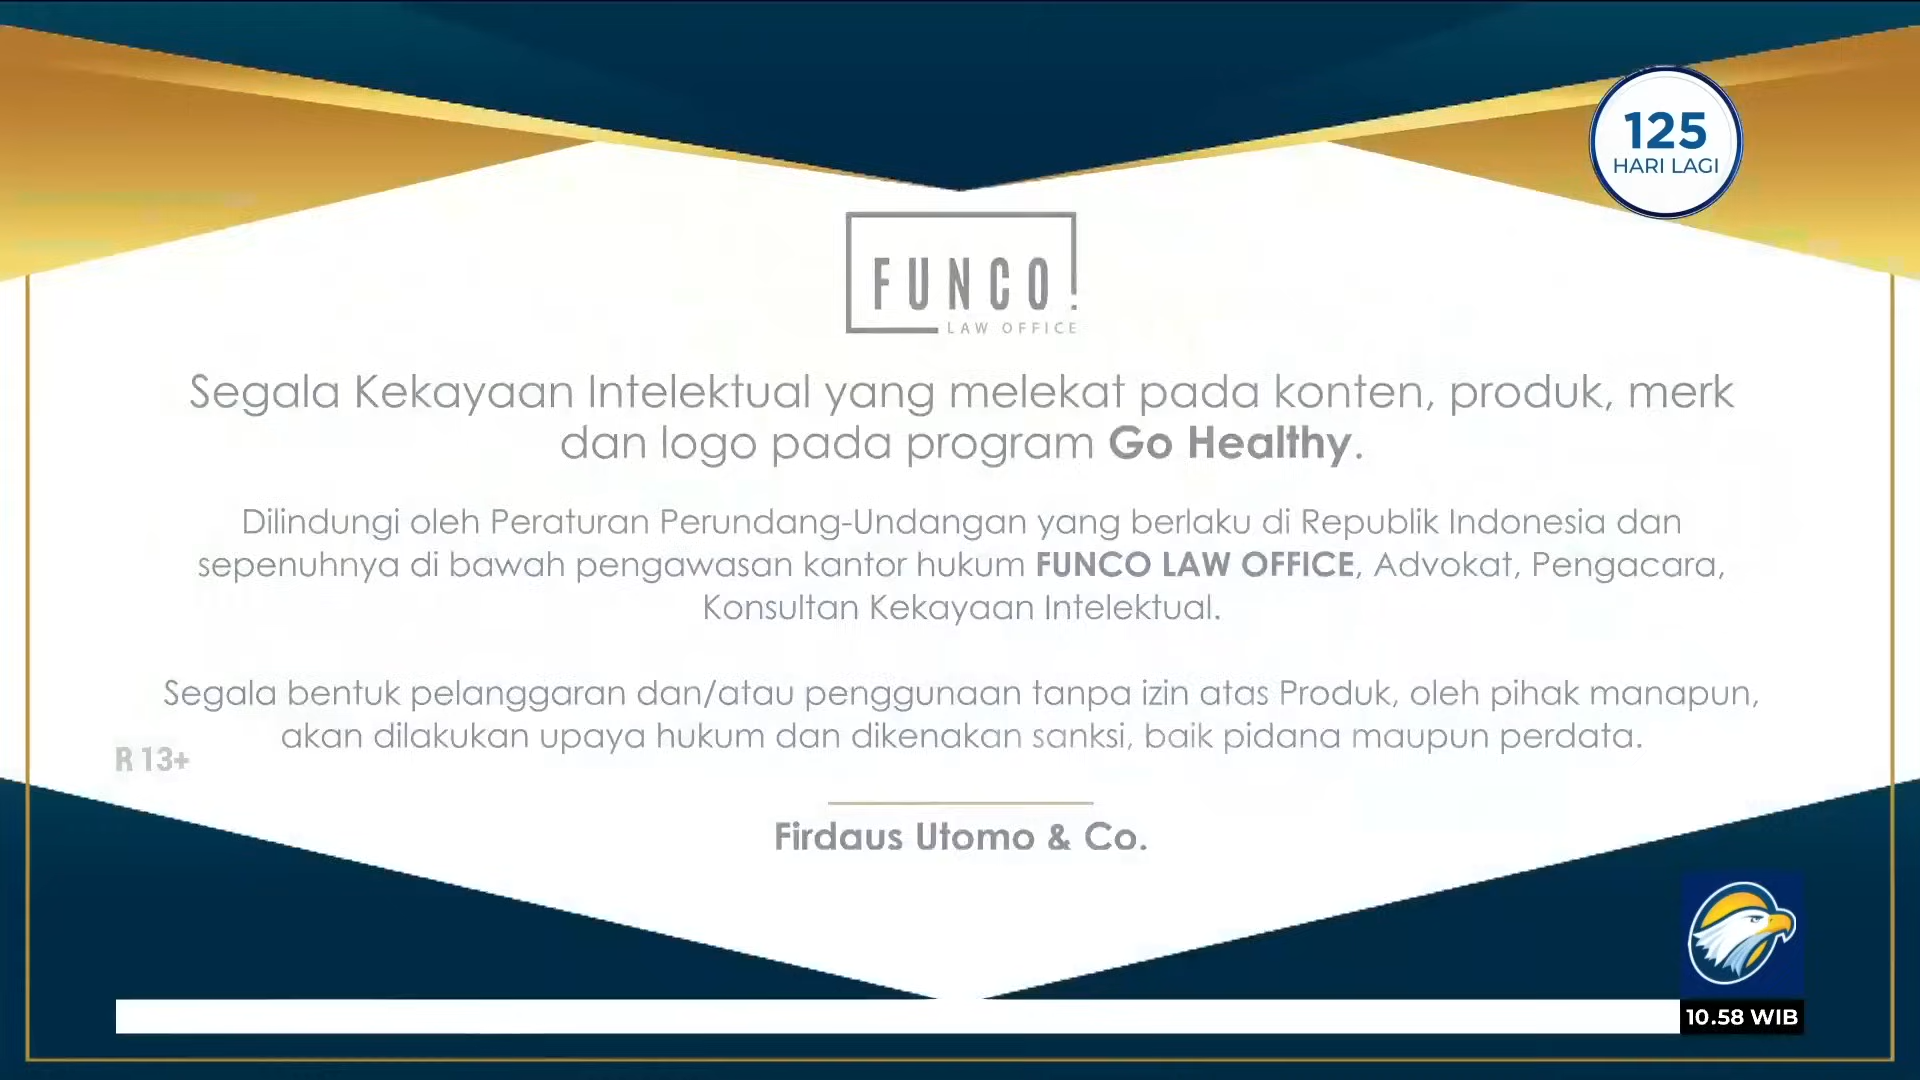 125
HARI LAGI
FUNCO!
LAW OFFICE
Segala Kekayaan Intelektual yang melekat pada konten, produk, merk
dan logo pada program Go Healthy.
Dilindungi oleh Peraturan Perundang-Undangan yang berlaku di Republik Indonesia dan
sepenuhnya di bawah pengawasan kantor hukum FUNCO LAW OFFICE, Advokat, Pengacara,
Konsultan Kekayaan Intelektual.
Segala bentuk pelanggaran dan/atau penggunaan tanpa izin atas Produk, oleh pihak manapun,
akan dilakukan upaya hukum dan dikenakan sanksi, baik pidana maupun perdata.
R 13+
Firdaus Utomo & Co.
10.58 WIB